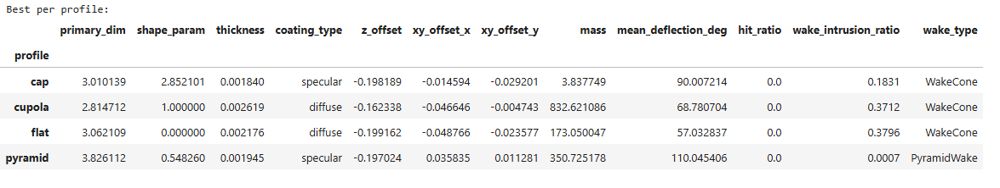 Best per profile:
primary_dim shape_param thickness coating_type z_offset xy_offset_x xy_offset_y mass mean_deflection_deg hit_ratio wake_intrusion_ratio wake_type
profile
cap 3.010139 2.852101 0.001840 specular -0.198189 -0.014594 -0.029201 3.837749 90.007214 0.0 0.1831 WakeCone
cupola 2.814712 1.000000 0.002619 diffuse -0.162338 -0.046646 -0.004743 832.621086 68.780704 0.0 0.3712 WakeCone
flat 3.062109 0.000000 0.002176 diffuse -0.199162 -0.048766 -0.023577 173.050047 57.032837 0.0 0.3796 WakeCone
pyramid 3.826112 0.548260 0.001945 specular -0.197024 0.035835 0.011281 350.725178 110.045406 0.0 0.0007 PyramidWake